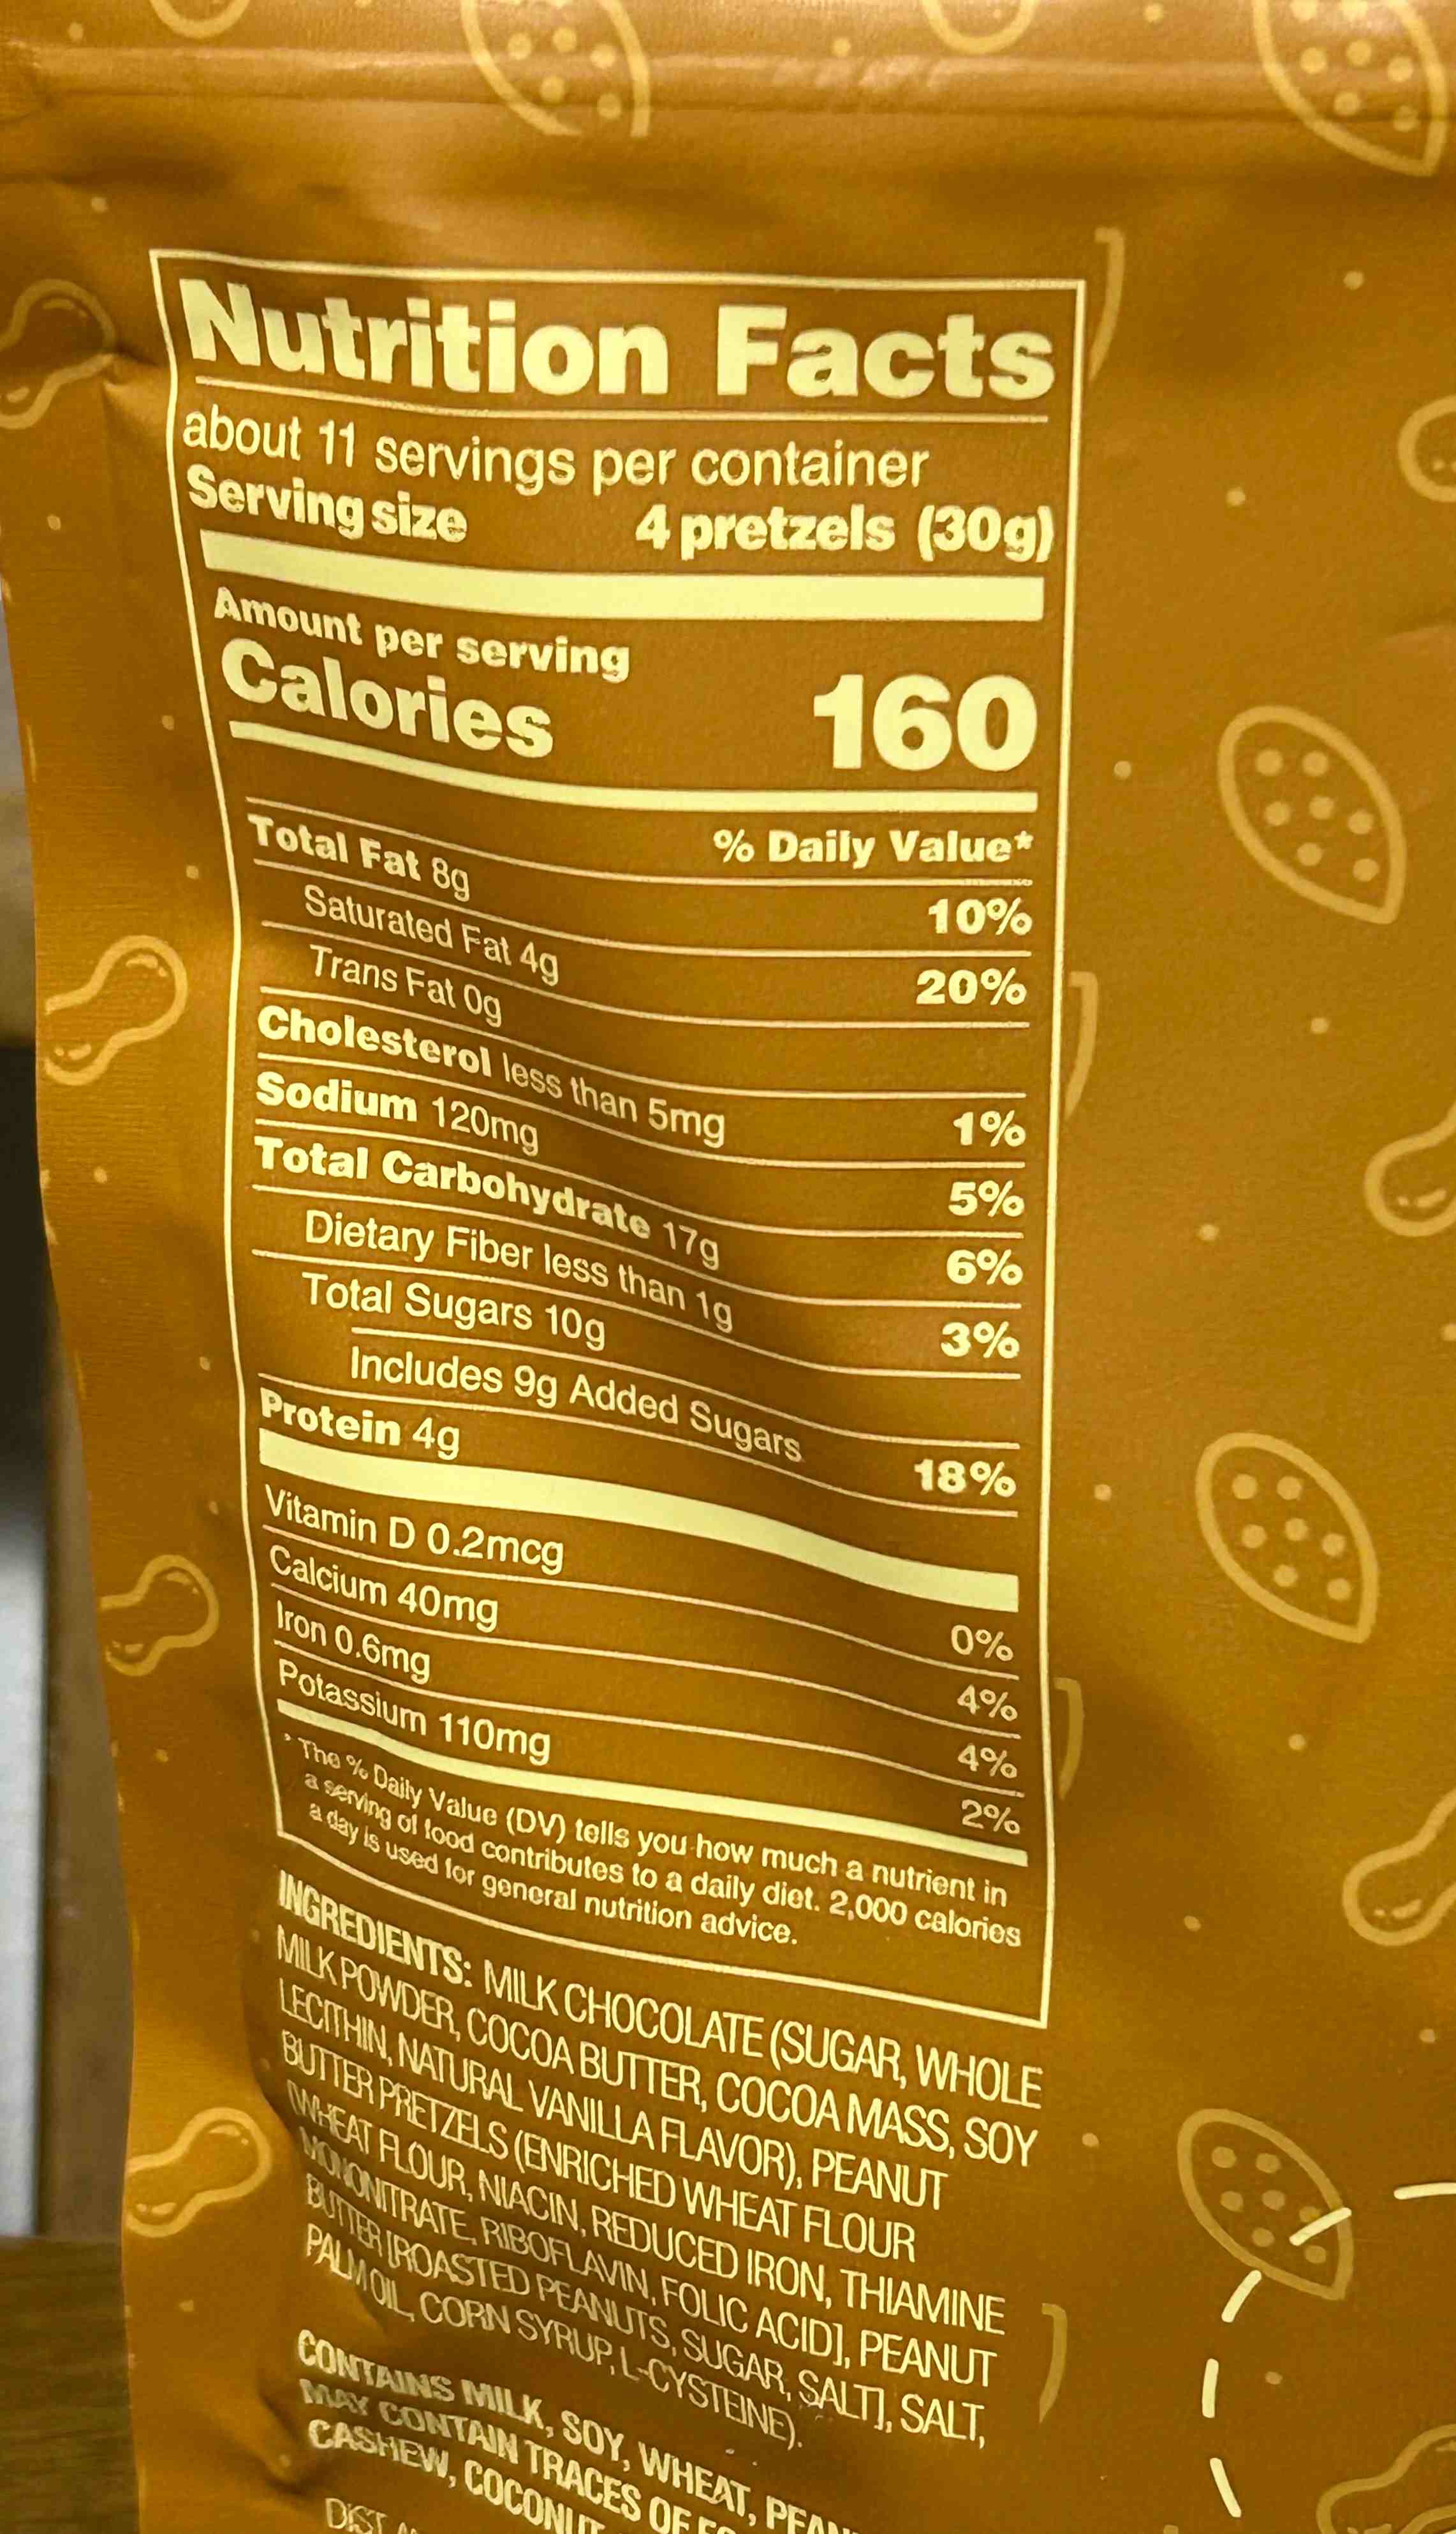 Nutrition Facts
about 11 servings per container
Serving size 4 pretzels (30g)
Amount per serving
Calories 160
% Daily Value*
Total Fat 8g 10%
Saturated Fat 4g 20%
Trans Fat 0g
Cholesterol less than 5mg 1%
Sodium 120mg 5%
Total Carbohydrate 17g 6%
Dietary Fiber less than 1g 3%
Total Sugars 10g
Includes 9g Added Sugars 18%
Protein 4g
Vitamin D 0.2mcg 0%
Calcium 40mg 4%
Iron 0.6mg 4%
Potassium 110mg 2%
* The % Daily Value (DV) tells you how much a nutrient in
a serving of food contributes to a daily diet. 2,000 calories
a day is used for general nutrition advice.
INGREDIENTS: MILK CHOCOLATE (SUGAR, WHOLE
MILK POWDER, COCOA BUTTER, COCOA MASS, SOY
LECITHIN, NATURAL VANILLA FLAVOR), PEANUT
BUTTER PRETZELS (ENRICHED WHEAT FLOUR
[WHEAT FLOUR, NIACIN, REDUCED IRON, THIAMINE
MONONITRATE, RIBOFLAVIN, FOLIC ACID], PEANUT
BUTTER [ROASTED PEANUTS, SUGAR, SALT], SALT,
PALM OIL, CORN SYRUP, L-CYSTEINE).
CONTAINS MILK, SOY, WHEAT,
MAY CONTAIN TRACES OF
CASHEW, COCONUT
DIST